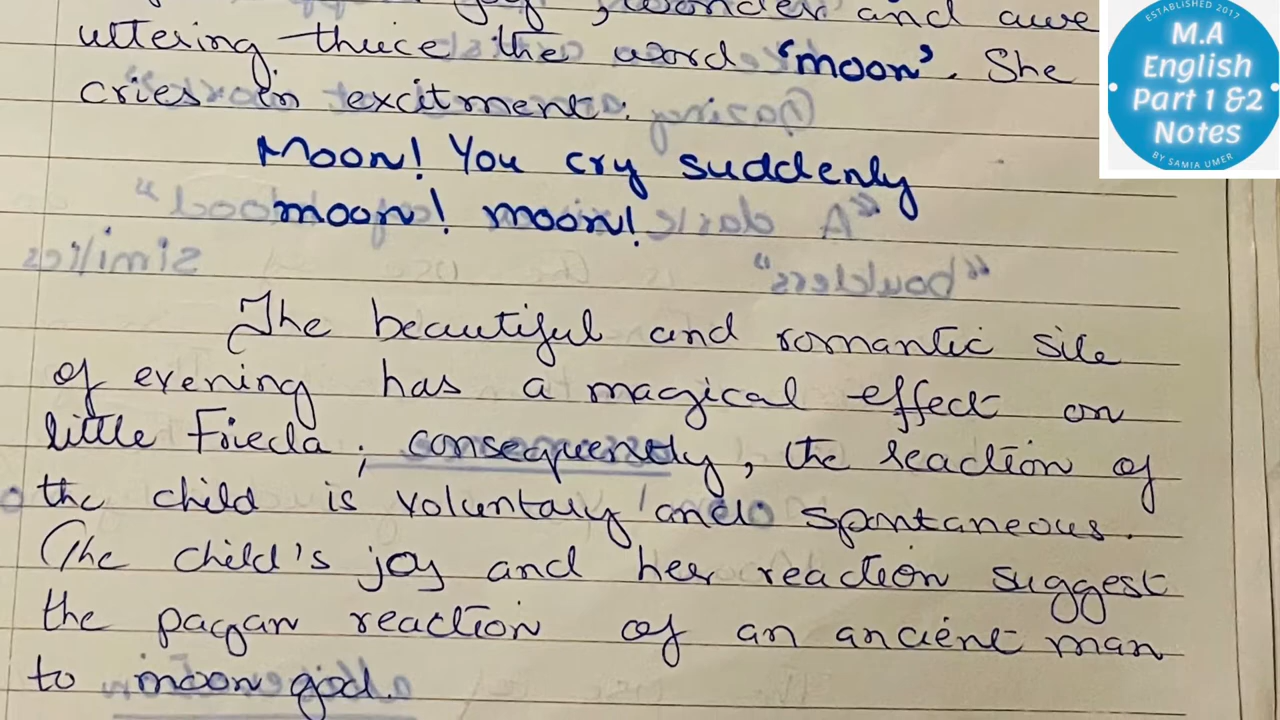 joy, wonder and awe
uttering thuce the word 'moon'. She
cries in excitment.
Moon! You cry suddenly
moon! moon!
The beautiful and romantic sile
of evening has a magical effect on
little Frieda; consequently, the reaction of
the child is voluntary and spontaneous.
The child's joy and her reaction suggest
the pagan reaction of an ancient man
to moon god.
ESTABLISHED 2017
M.A
English
Part 1 &2
Notes
BY SAMIA UMER